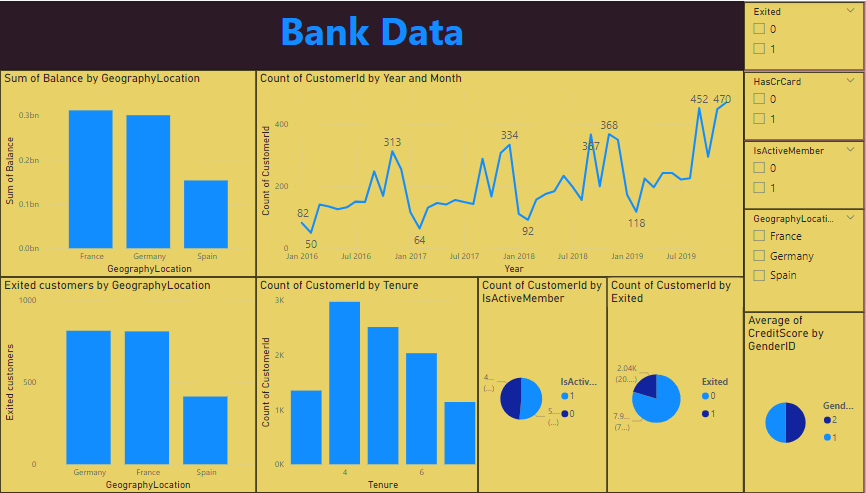 Bank Data
Exited
0
1
HasCrCard
0
1
IsActiveMember
0
1
GeographyLocati...
France
Germany
Spain
Sum of Balance by GeographyLocation
Sum of Balance
0.3bn
0.2bn
0.1bn
0.0bn
France Germany Spain
GeographyLocation
Count of CustomerId by Year and Month
Count of CustomerId
400
200
0
82
50
313
64
334
92
367
368
118
452
470
Jan 2016 Jul 2016 Jan 2017 Jul 2017 Jan 2018 Jul 2018 Jan 2019 Jul 2019
Year
Exited customers by GeographyLocation
Exited customers
1000
500
0
Germany France Spain
GeographyLocation
Count of CustomerId by Tenure
Count of CustomerId
3K
2K
1K
0K
4 6
Tenure
Count of CustomerId by
IsActiveMember
4...
(...)
5...
(...)
IsActiv...
1
0
Count of CustomerId by
Exited
2.04K
(20....)
7.9...
(7...)
Exited
0
1
Average of
CreditScore by
GenderID
Gend...
2
1